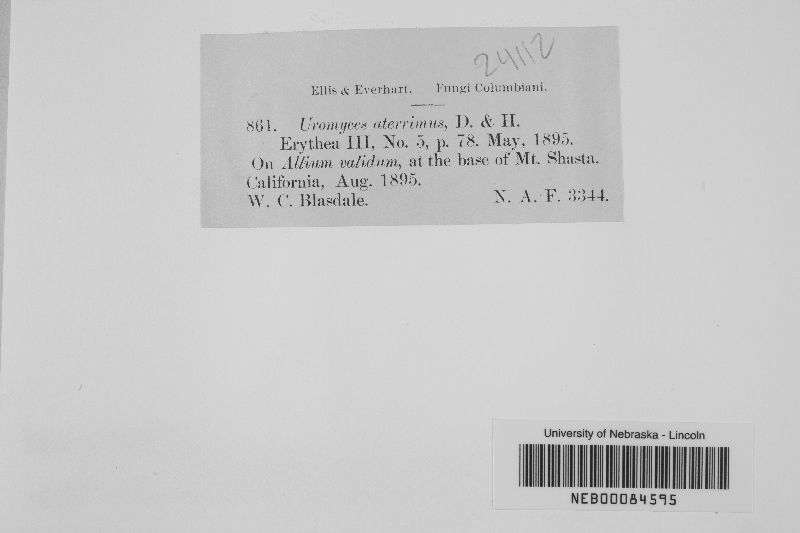 24112
Ellis & Everhart. Fungi Columbiani.
861. Uromyces aterrimus, D. & H.
Erythea III, No. 5, p. 78. May, 1895.
On Allium validum, at the base of Mt. Shasta.
California, Aug. 1895.
W. C. Blasdale. N. A. F. 3344.
University of Nebraska - Lincoln
NEB00084595